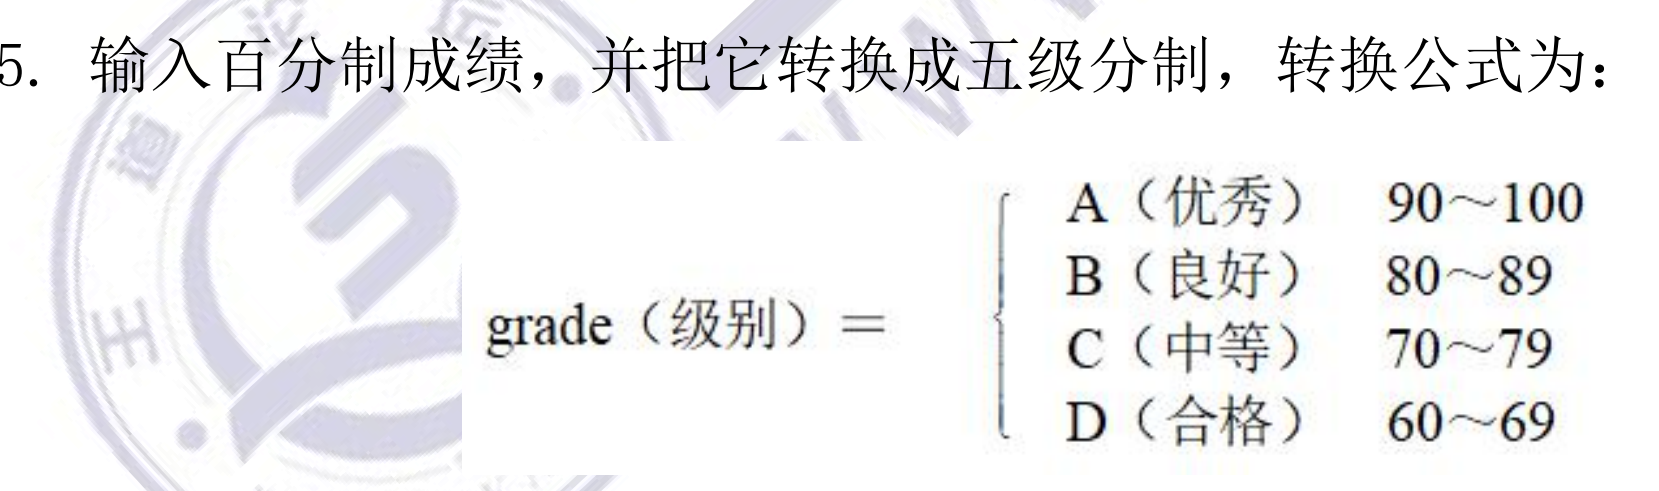 5. 输入百分制成绩，并把它转换成五级分制，转换公式为：
A（优秀） 90～100
B（良好） 80～89
grade（级别）＝
C（中等） 70～79
D（合格） 60～69